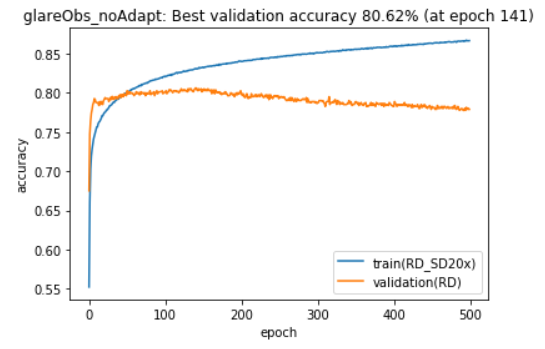 glareObs_noAdapt: Best validation accuracy 80.62% (at epoch 141)
accuracy
0.85
0.80
0.75
0.70
0.65
0.60
0.55
train(RD_SD20x)
validation(RD)
0 100 200 300 400 500
epoch